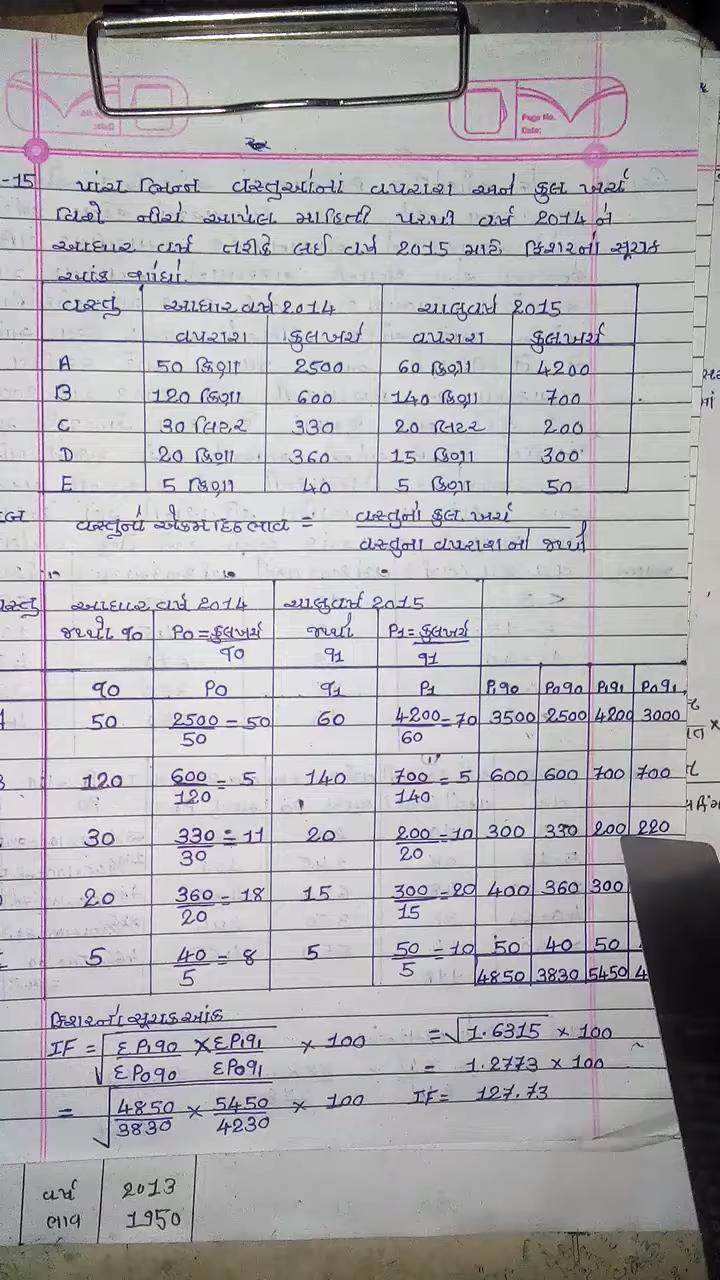 Page No.
Date:
-15 પાંચ ભિન્ન વસ્તુઓનાં વપરાશ અને કુલ ખર્ચ
વિશે નીચે આપેલ માહિતી પરથી વર્ષ 2014 ને
આધાર વર્ષ તરીકે લઈ વર્ષ 2015 માટે ફિશરનો સૂચક
આંક શોધો.
વસ્તુ આધાર વર્ષ 2014 ચાલુવર્ષ 2015
વપરાશ કુલખર્ચ વપરાશ કુલખર્ચ
A 50 કિગ્રા 2500 60 કિગ્રા 4200
B 120 કિગ્રા 600 140 કિગ્રા 700
C 30 લિટર 330 20 લિટર 200
D 20 કિગ્રા 360 15 કિગ્રા 300
E 5 કિગ્રા 40 5 કિગ્રા 50
વસ્તુનો એકમદિઠ ભાવ = વસ્તુનો કુલ ખર્ચ
વસ્તુના વપરાશ નો જથ્થો
આધાર વર્ષ 2014 ચાલુવર્ષ 2015
જથ્થો q0 P0 = કુલખર્ચ જથ્થો P1 = કુલખર્ચ
q0 q1 q1
q0 P0 q1 P1 P1q0 P0q0 P1q1 P0q1
50 2500/50 = 50 60 4200/60 = 70 3500 2500 4200 3000
120 600/120 = 5 140 700/140 = 5 600 600 700 700
30 330/30 = 11 20 200/20 = 10 300 330 200 220
20 360/20 = 18 15 300/15 = 20 400 360 300
5 40/5 = 8 5 50/5 = 10 50 40 50
4850 3830 5450 4
ફિશરનો સૂચકઆંક
IF = √ΣP1q0/ΣP0q0 × ΣP1q1/ΣP0q1 × 100 = √1.6315 × 100
= 1.2773 × 100
= √4850/3830 × 5450/4230 × 100 IF = 127.73
વર્ષ 2013
ભાવ 1950